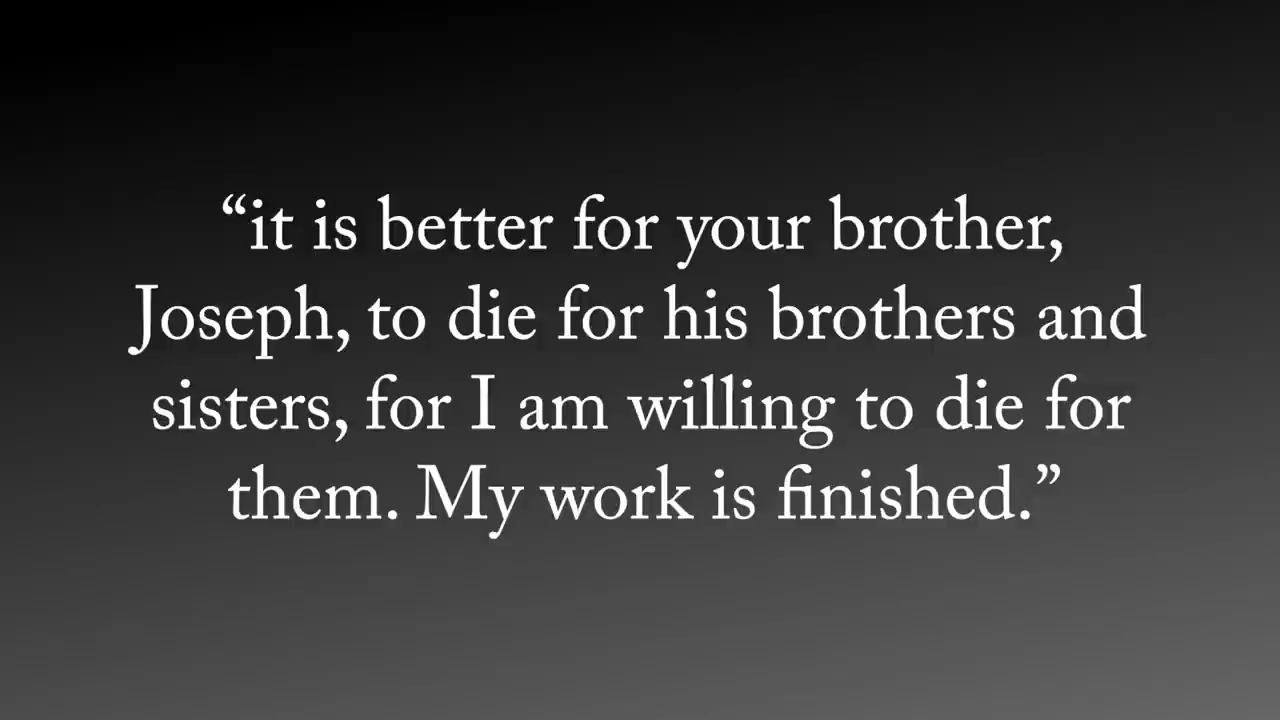 “it is better for your brother,
Joseph, to die for his brothers and
sisters, for I am willing to die for
them. My work is finished.”